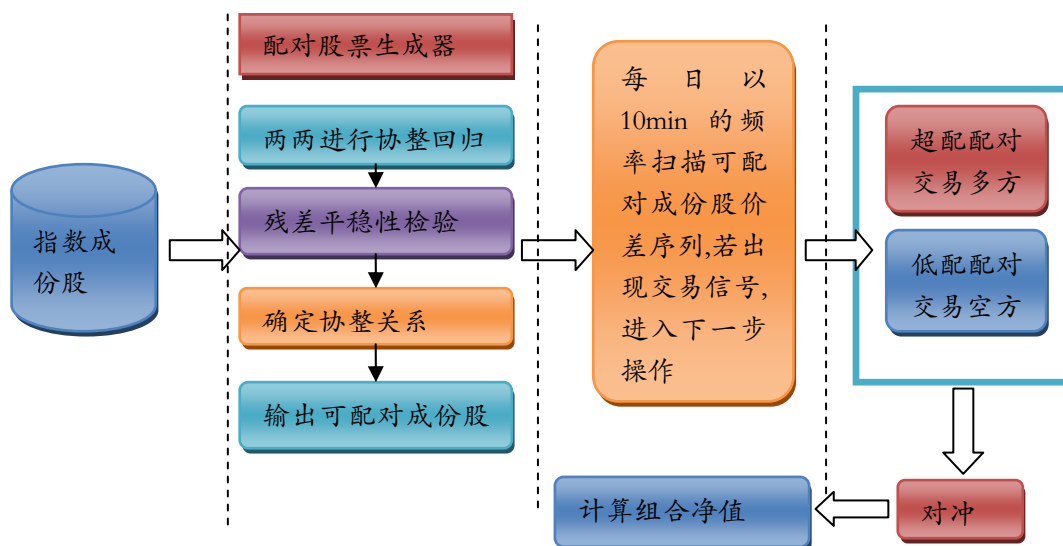 指数成
份股
配对股票生成器
两两进行协整回归
残差平稳性检验
确定协整关系
输出可配对成份股
每日以
10min 的频
率扫描可配
对成份股价
差序列,若出
现交易信号,
进入下一步
操作
超配配对
交易多方
低配配对
交易空方
对冲
计算组合净值